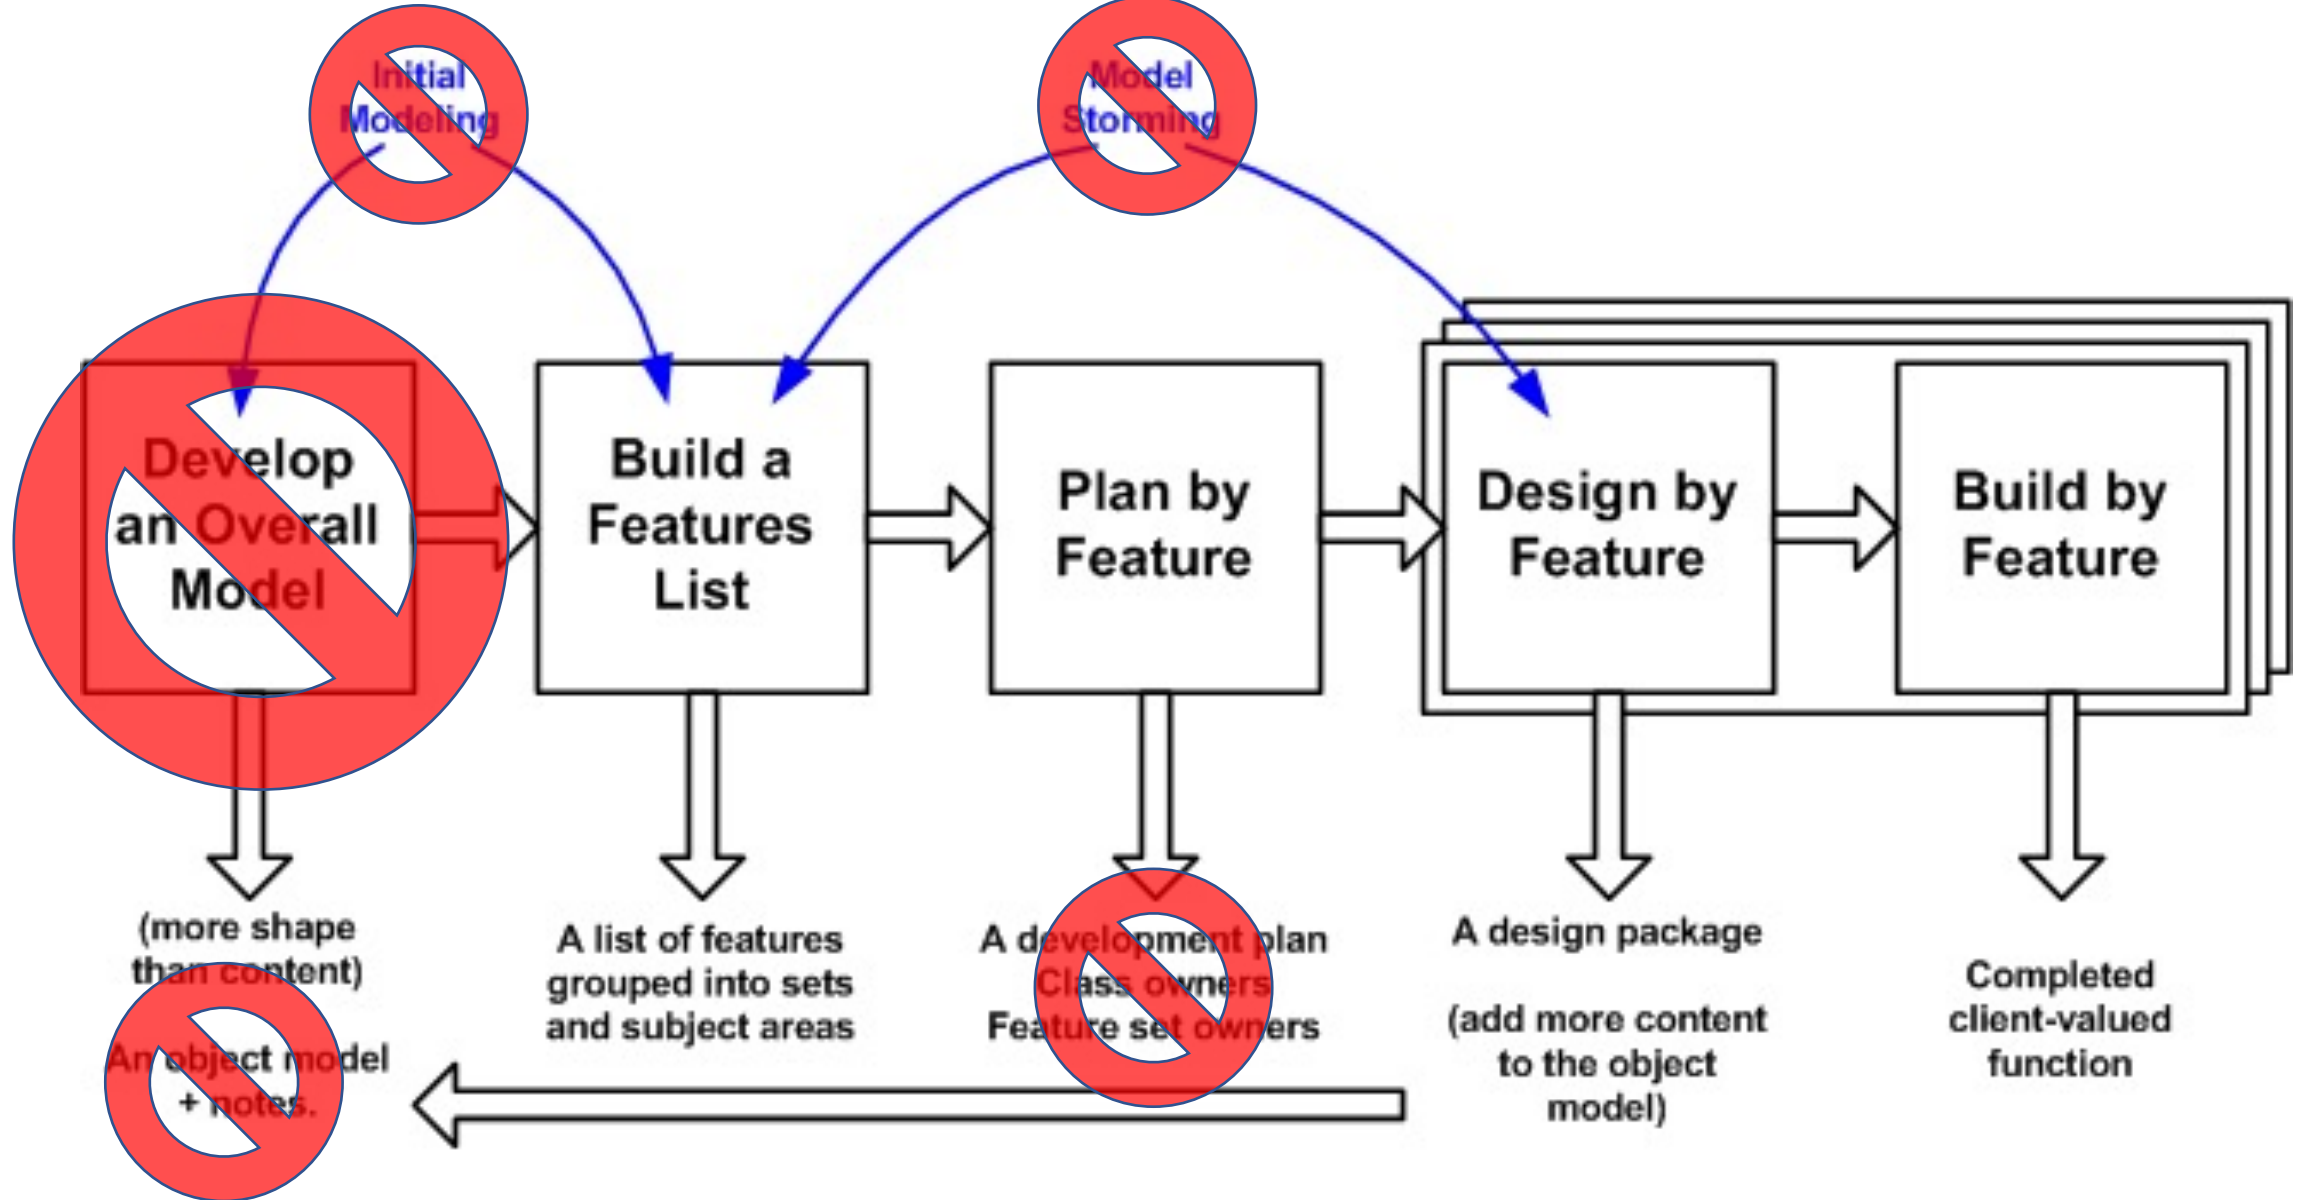 Initial
Modeling
Model
Storming
Develop
an Overall
Model
Build a
Features
List
Plan by
Feature
Design by
Feature
Build by
Feature
(more shape
than content)
An object model
+ notes.
A list of features
grouped into sets
and subject areas
A development plan
Class owners
Feature set owners
A design package
(add more content
to the object
model)
Completed
client-valued
function